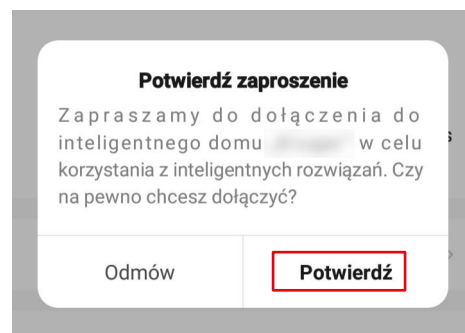 Potwierdź zaproszenie
Zapraszamy do dołączenia do
inteligentnego domu w celu
korzystania z inteligentnych rozwiązań. Czy
na pewno chcesz dołączyć?
Odmów
Potwierdź